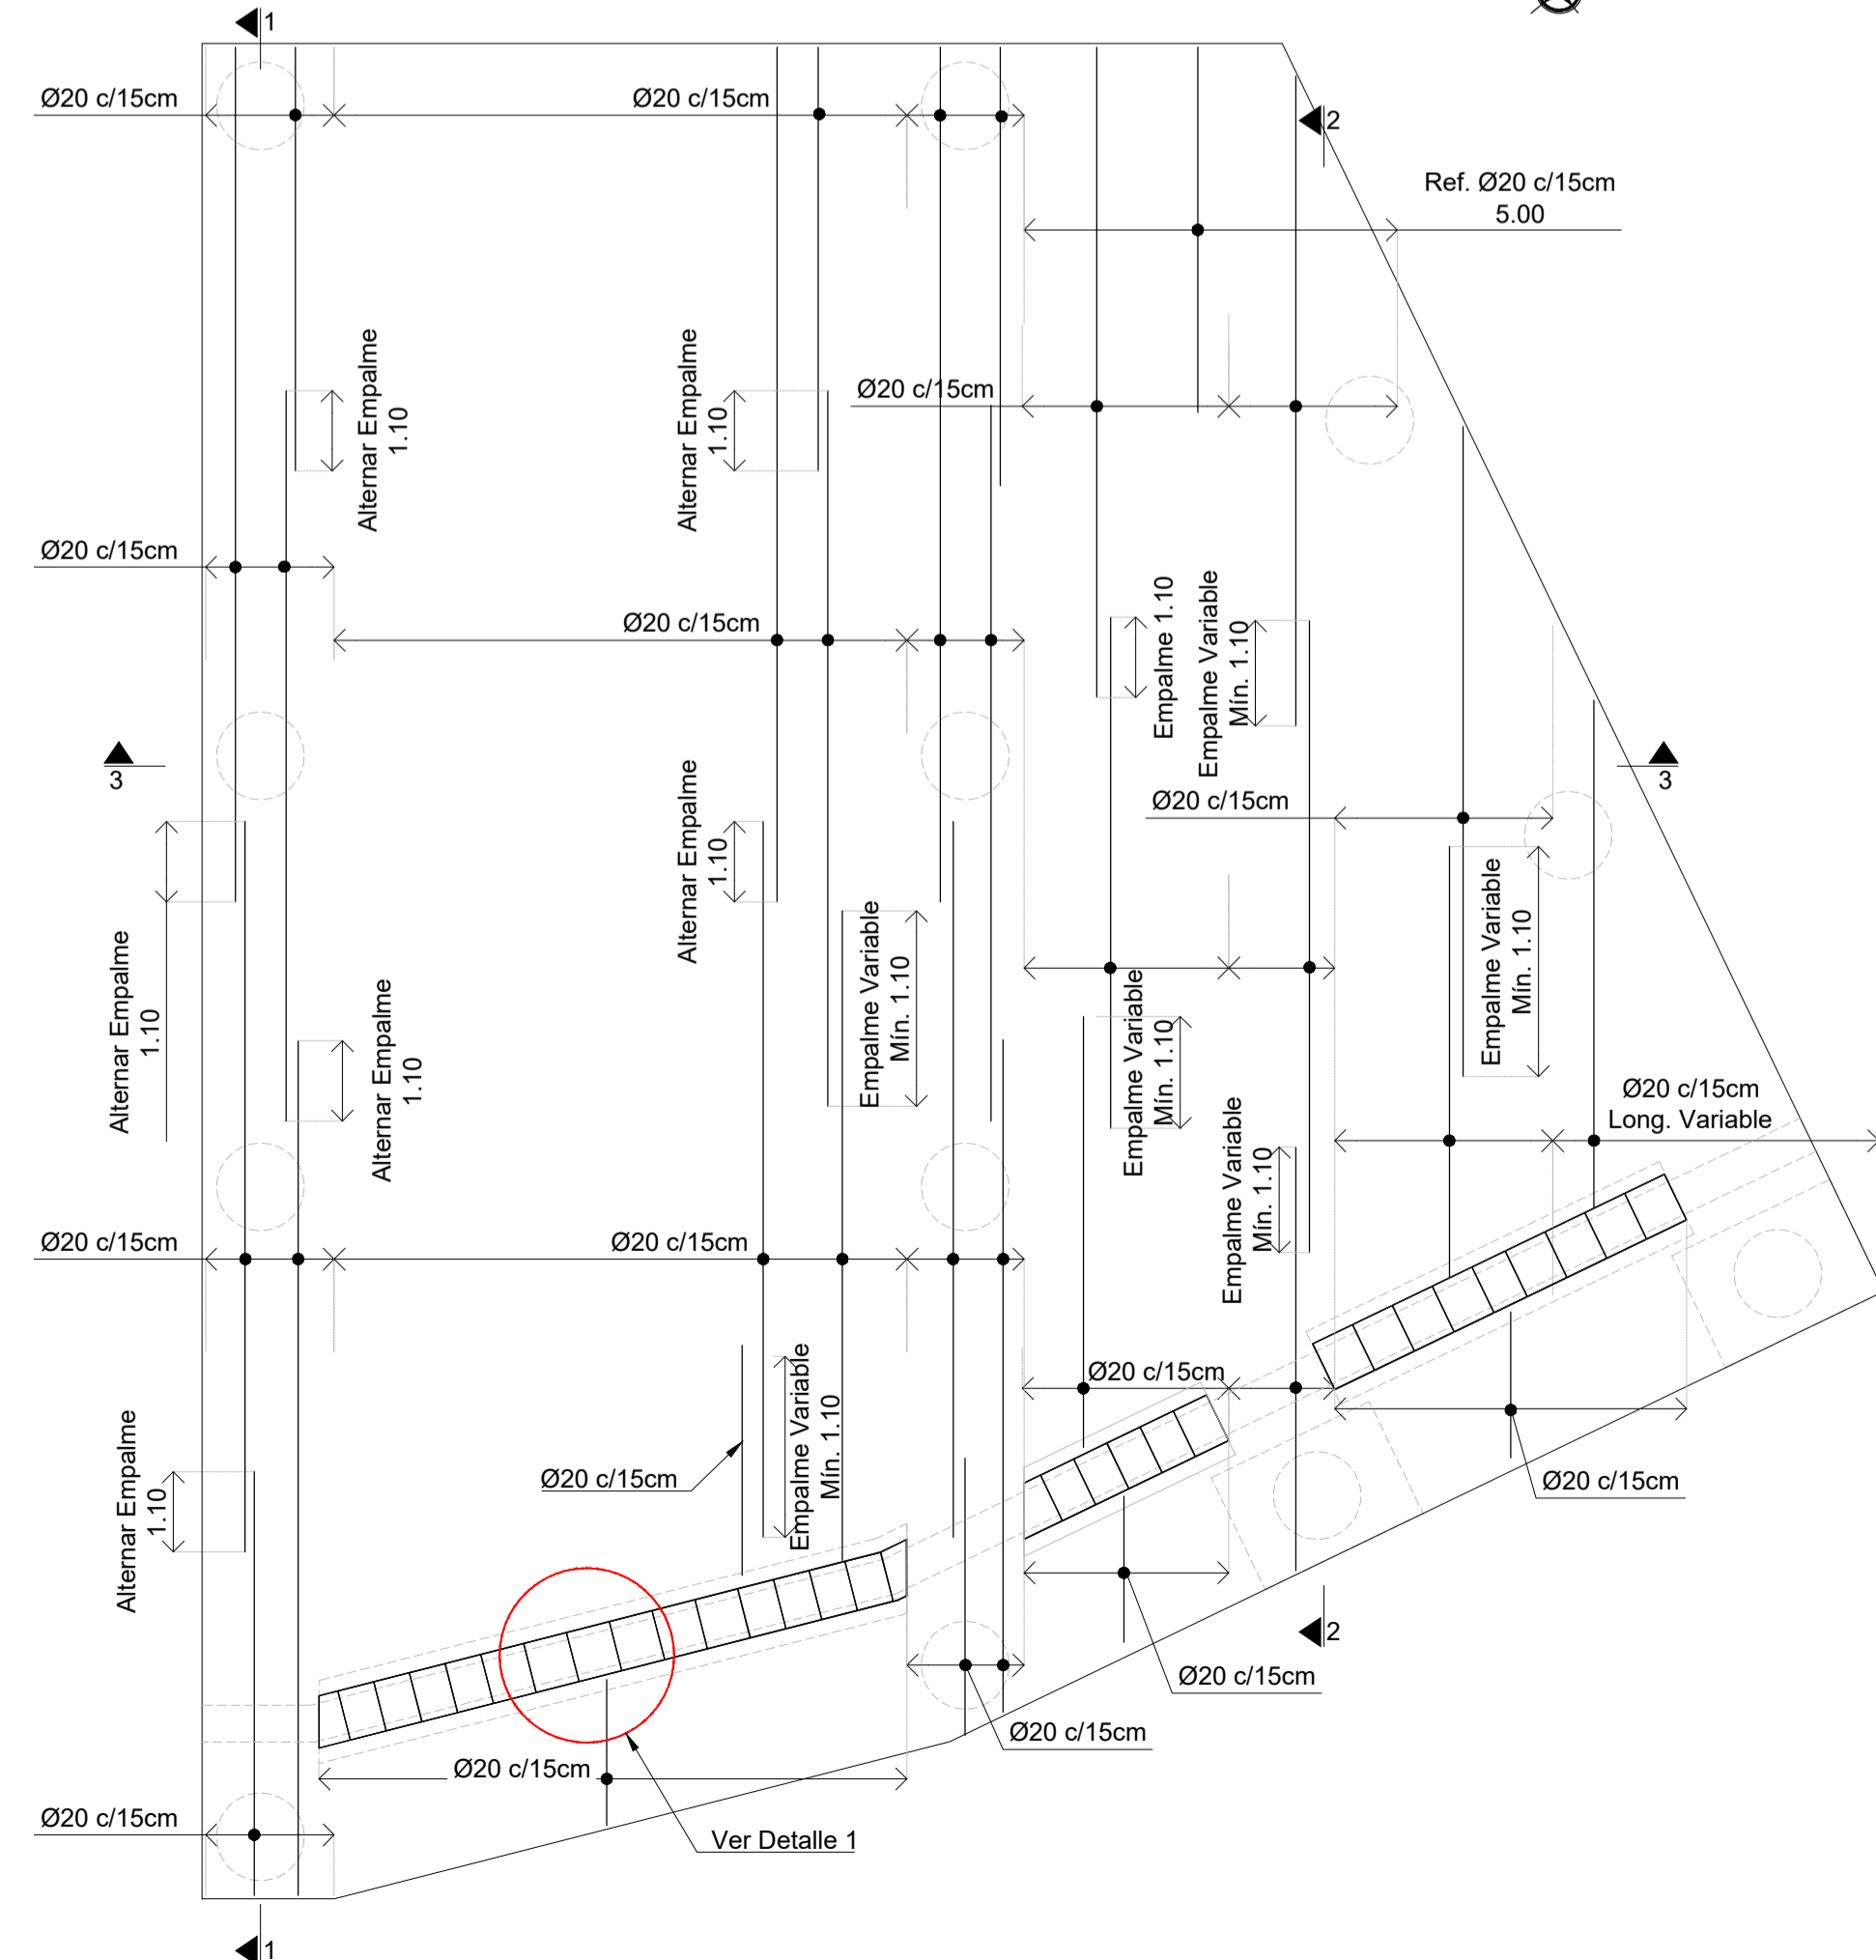 1
Ø20 c/15cm
Ø20 c/15cm
2
Ref. Ø20 c/15cm
5.00
Alternar Empalme
1.10
Alternar Empalme
1.10
Ø20 c/15cm
Ø20 c/15cm
Ø20 c/15cm
Empalme 1.10
Empalme Variable
Mín. 1.10
3
3
Alternar Empalme
1.10
Ø20 c/15cm
Alternar Empalme
1.10
Empalme Variable
Mín. 1.10
Empalme Variable
Mín. 1.10
Alternar Empalme
1.10
Empalme Variable
Mín. 1.10
Ø20 c/15cm
Long. Variable
Empalme Variable
Mín. 1.10
Ø20 c/15cm
Ø20 c/15cm
Ø20 c/15cm
Empalme Variable
Mín. 1.10
Alternar Empalme
1.10
Ø20 c/15cm
Ø20 c/15cm
2
Ø20 c/15cm
Ø20 c/15cm
Ø20 c/15cm
Ø20 c/15cm
Ver Detalle 1
1